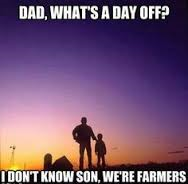 DAD, WHAT'S A DAY OFF?
I DON'T KNOW SON, WE'RE FARMERS